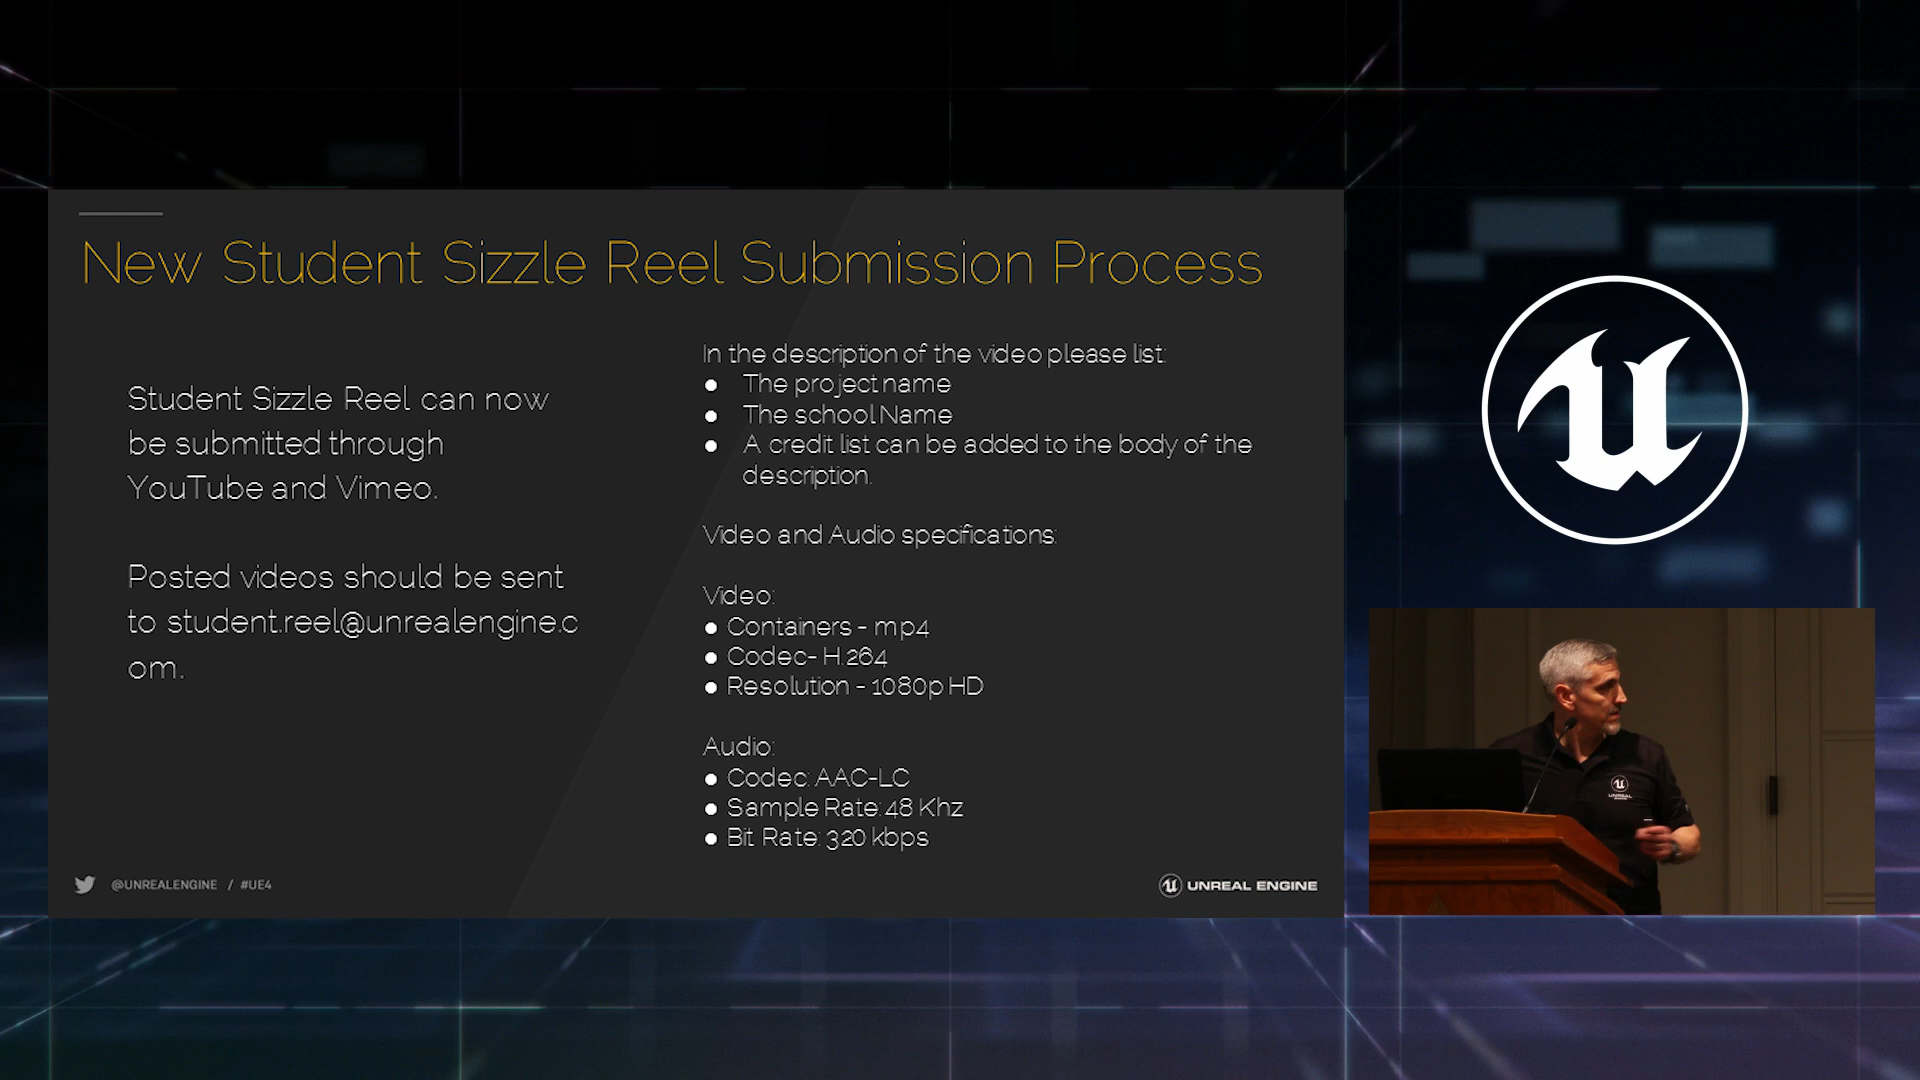 New Student Sizzle Reel Submission Process
Student Sizzle Reel can now
be submitted through
YouTube and Vimeo.
Posted videos should be sent
to student.reel@unrealengine.c
om.
In the description of the video please list:
● The project name
● The school Name
● A credit list can be added to the body of the
description.
Video and Audio specifications:
Video:
● Containers - mp4
● Codec- H.264
● Resolution - 1080p HD
Audio:
● Codec: AAC-LC
● Sample Rate: 48 Khz
● Bit Rate: 320 kbps
@UNREALENGINE / #UE4
UNREAL ENGINE
UNREAL